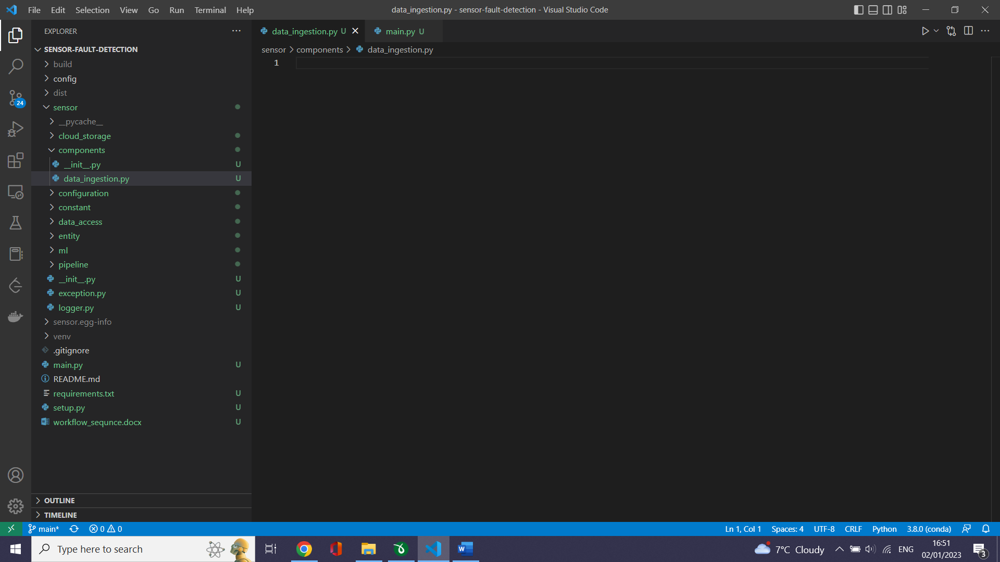 File Edit Selection View Go Run Terminal Help
data_ingestion.py - sensor-fault-detection - Visual Studio Code
EXPLORER
SENSOR-FAULT-DETECTION
build
config
dist
sensor
__pycache__
cloud_storage
components
__init__.py U
data_ingestion.py U
configuration
constant
data_access
entity
ml
pipeline
__init__.py U
exception.py U
logger.py U
sensor.egg-info
venv
.gitignore
main.py U
README.md
requirements.txt U
setup.py U
workflow_sequnce.docx U
OUTLINE
TIMELINE
24
data_ingestion.py U
main.py U
sensor > components > data_ingestion.py
1
main* 0 0
Ln 1, Col 1 Spaces: 4 UTF-8 CRLF Python 3.8.0 (conda)
Type here to search
7°C Cloudy
ENG
16:51
02/01/2023
3